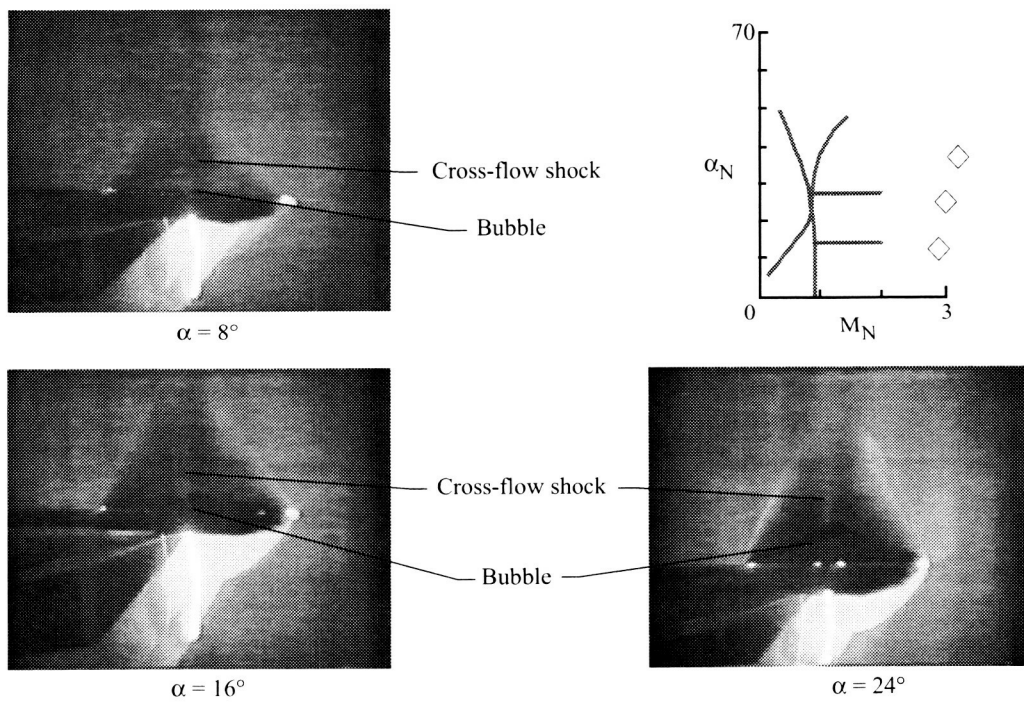 Cross-flow shock
Bubble
α = 8°
70
α_N
0
M_N
3
Cross-flow shock
Bubble
α = 16°
α = 24°